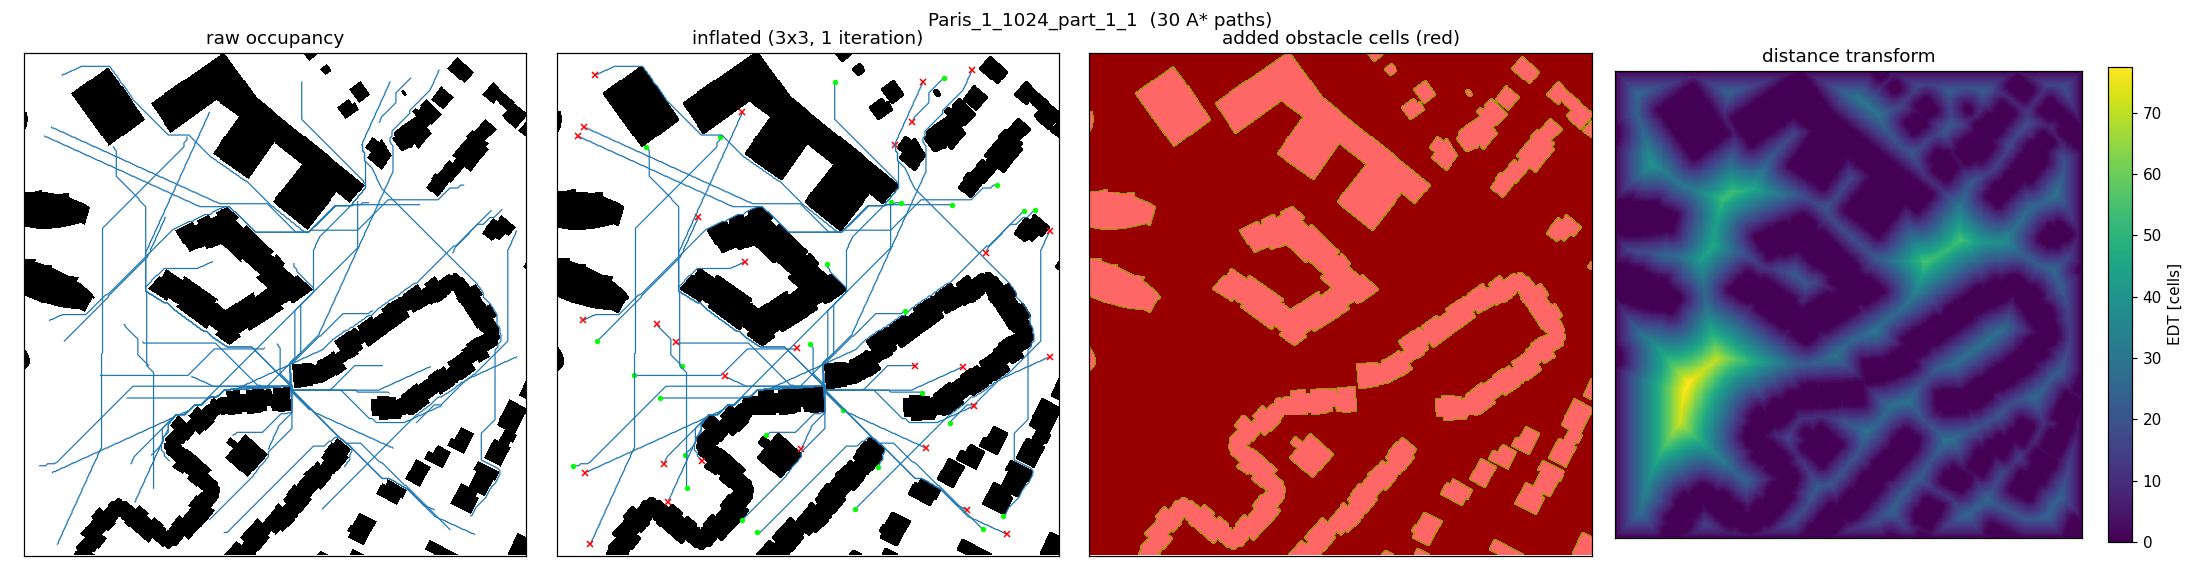 Paris_1_1024_part_1_1  (30 A* paths)
raw occupancy
inflated (3x3, 1 iteration)
added obstacle cells (red)
distance transform
70
60
50
40
30
20
10
0
EDT [cells]